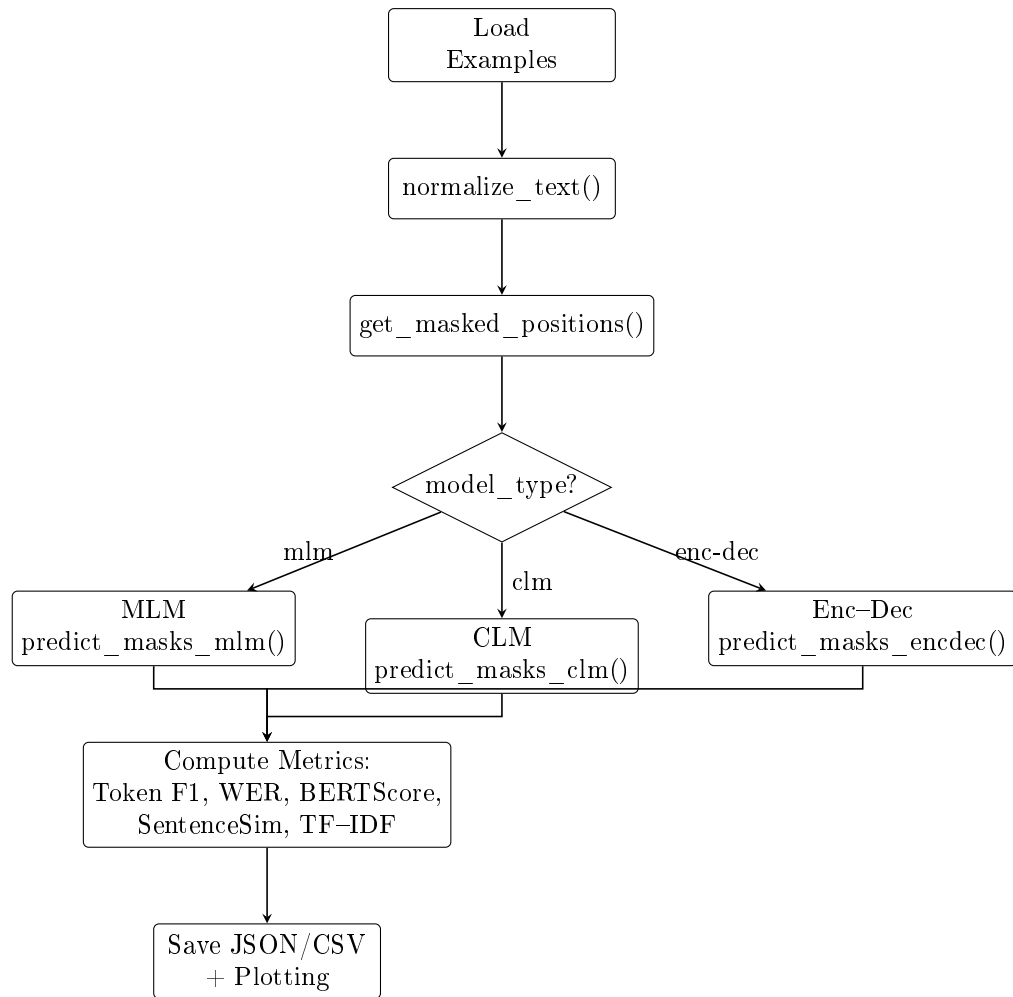 Load
Examples
normalize_text()
get_masked_positions()
model_type?
mlm
clm
enc-dec
MLM
predict_masks_mlm()
CLM
predict_masks_clm()
Enc–Dec
predict_masks_encdec()
Compute Metrics:
Token F1, WER, BERTScore,
SentenceSim, TF–IDF
Save JSON/CSV
+ Plotting